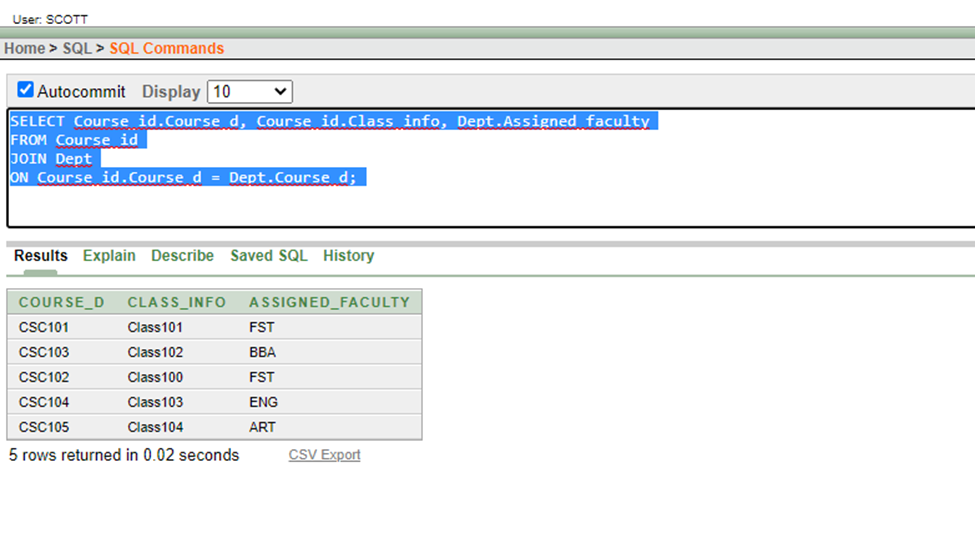 User: SCOTT
Home > SQL > SQL Commands
Autocommit Display 10
SELECT Course_id.Course_d, Course_id.Class_info, Dept.Assigned_faculty
FROM Course_id
JOIN Dept
ON Course_id.Course_d = Dept.Course_d;
Results Explain Describe Saved SQL History
COURSE_D CLASS_INFO ASSIGNED_FACULTY
CSC101 Class101 FST
CSC103 Class102 BBA
CSC102 Class100 FST
CSC104 Class103 ENG
CSC105 Class104 ART
5 rows returned in 0.02 seconds CSV Export